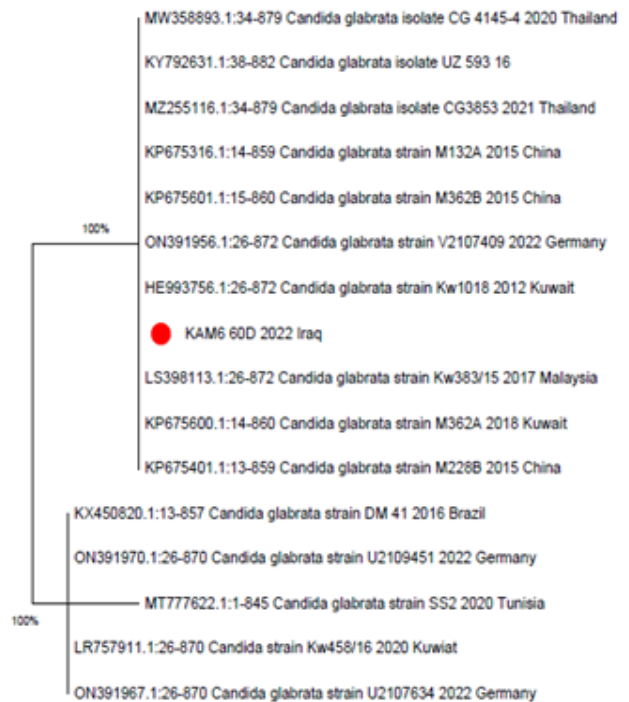 MW358893.1:34-879 Candida glabrata isolate CG 4145-4 2020 Thailand
KY792631.1:38-882 Candida glabrata isolate UZ 593 16
MZ255116.1:34-879 Candida glabrata isolate CG3853 2021 Thailand
KP675316.1:14-859 Candida glabrata strain M132A 2015 China
KP675601.1:15-860 Candida glabrata strain M362B 2015 China
100%
ON391956.1:26-872 Candida glabrata strain V2107409 2022 Germany
HE993756.1:26-872 Candida glabrata strain Kw1018 2012 Kuwait
KAM6 60D 2022 Iraq
LS398113.1:26-872 Candida glabrata strain Kw383/15 2017 Malaysia
KP675600.1:14-860 Candida glabrata strain M362A 2018 Kuwait
KP675401.1:13-859 Candida glabrata strain M228B 2015 China
KX450820.1:13-857 Candida glabrata strain DM 41 2016 Brazil
ON391970.1:26-870 Candida glabrata strain U2109451 2022 Germany
MT777622.1:1-845 Candida glabrata strain SS2 2020 Tunisia
100%
LR757911.1:26-870 Candida strain Kw458/16 2020 Kuwiat
ON391967.1:26-870 Candida glabrata strain U2107634 2022 Germany